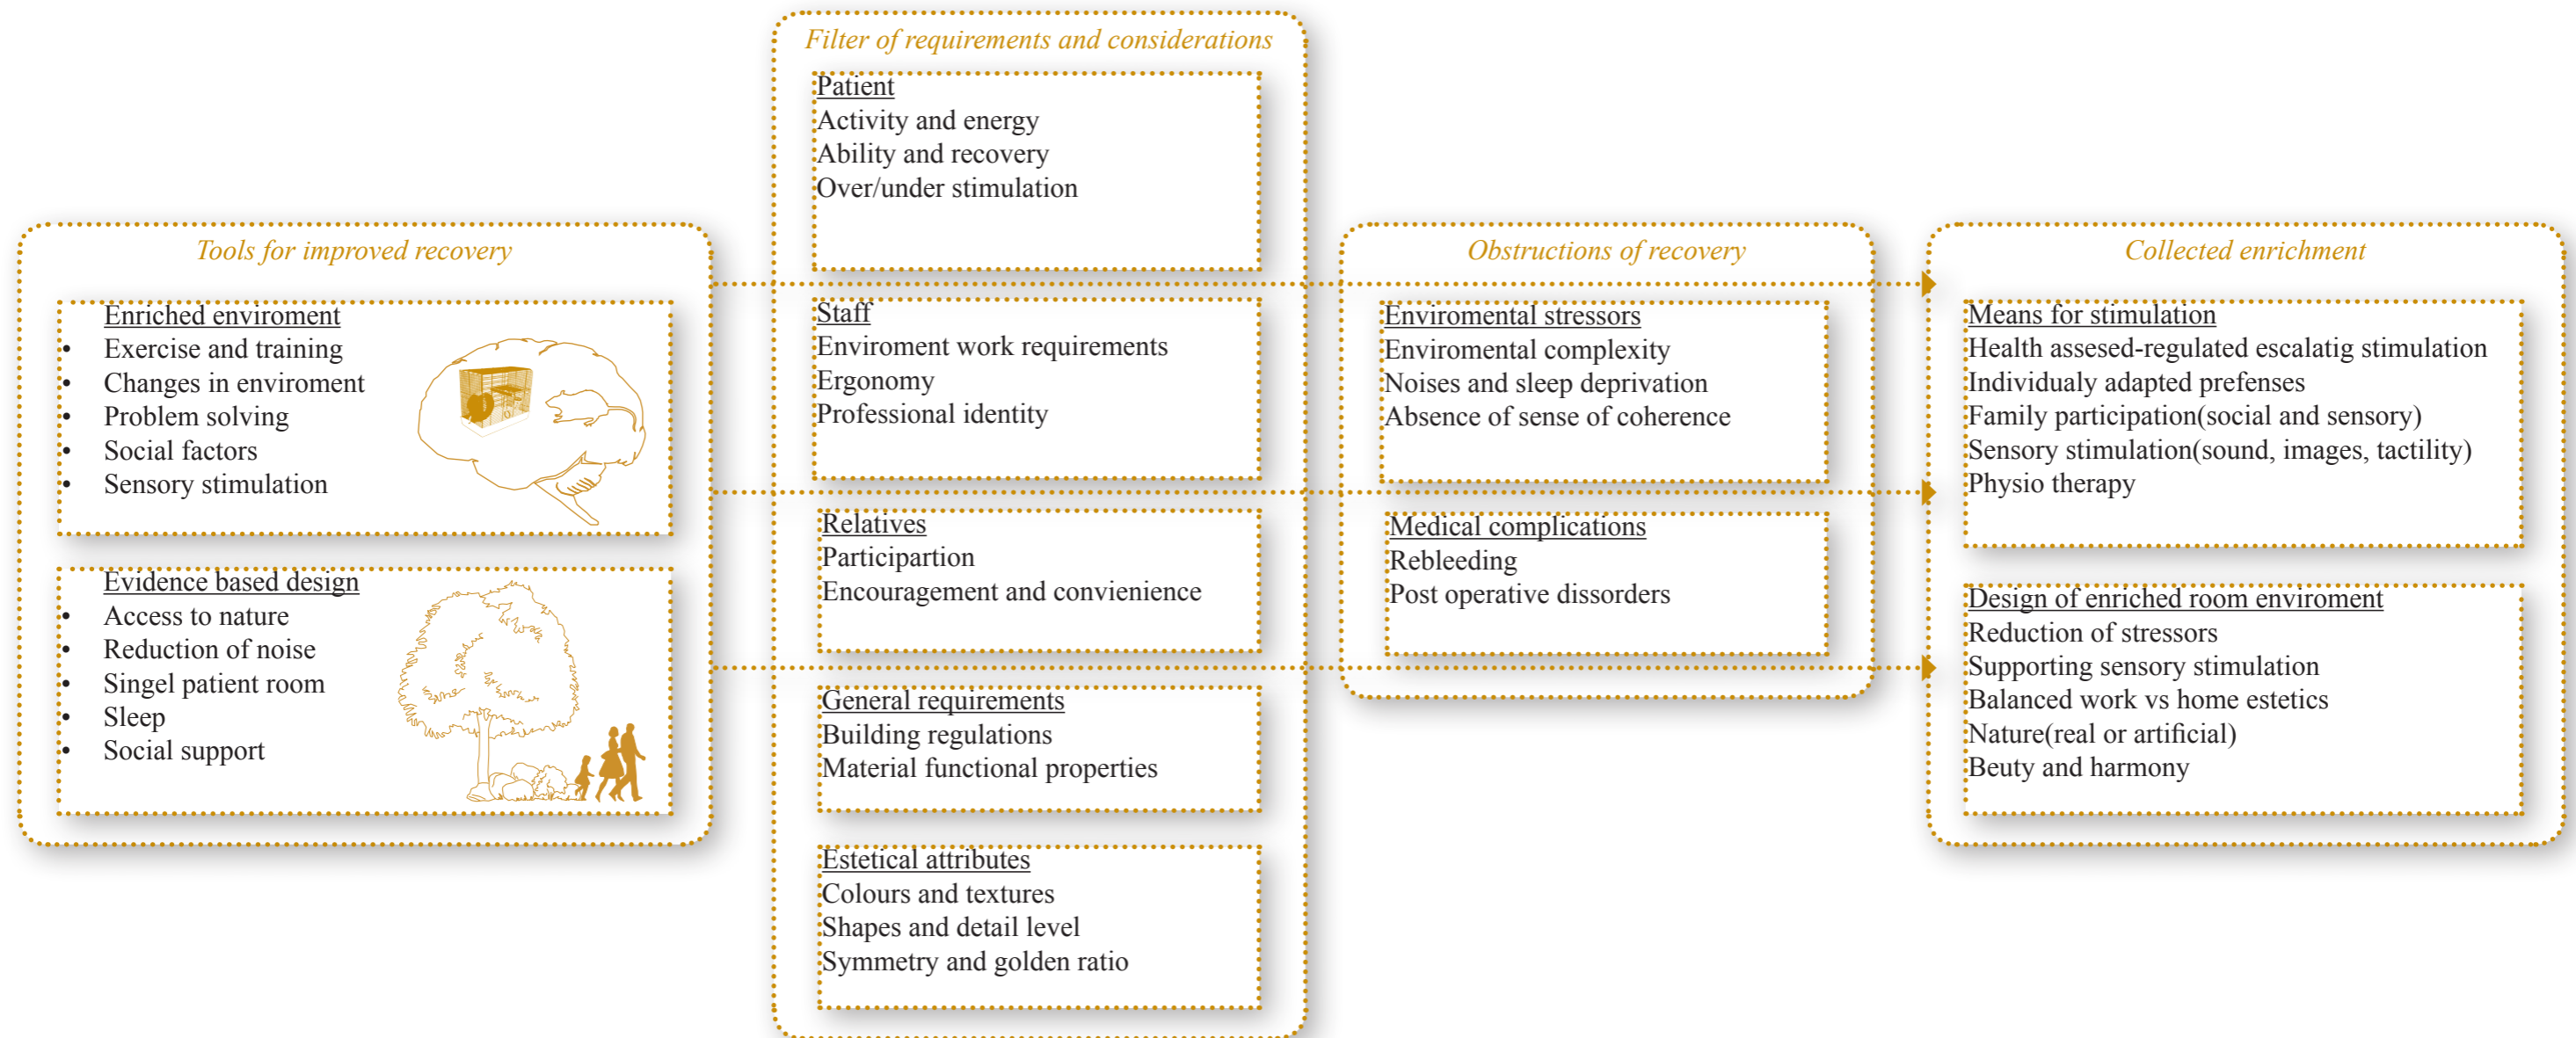 Tools for improved recovery
Enriched enviroment
• Exercise and training
• Changes in enviroment
• Problem solving
• Social factors
• Sensory stimulation
Evidence based design
• Access to nature
• Reduction of noise
• Singel patient room
• Sleep
• Social support
Filter of requirements and considerations
Patient
Activity and energy
Ability and recovery
Over/under stimulation
Staff
Enviroment work requirements
Ergonomy
Professional identity
Relatives
Participartion
Encouragement and convienience
General requirements
Building regulations
Material functional properties
Estetical attributes
Colours and textures
Shapes and detail level
Symmetry and golden ratio
Obstructions of recovery
Enviromental stressors
Enviromental complexity
Noises and sleep deprivation
Absence of sense of coherence
Medical complications
Rebleeding
Post operative dissorders
Collected enrichment
Means for stimulation
Health assesed-regulated escalatig stimulation
Individualy adapted prefenses
Family participation(social and sensory)
Sensory stimulation(sound, images, tactility)
Physio therapy
Design of enriched room enviroment
Reduction of stressors
Supporting sensory stimulation
Balanced work vs home estetics
Nature(real or artificial)
Beuty and harmony